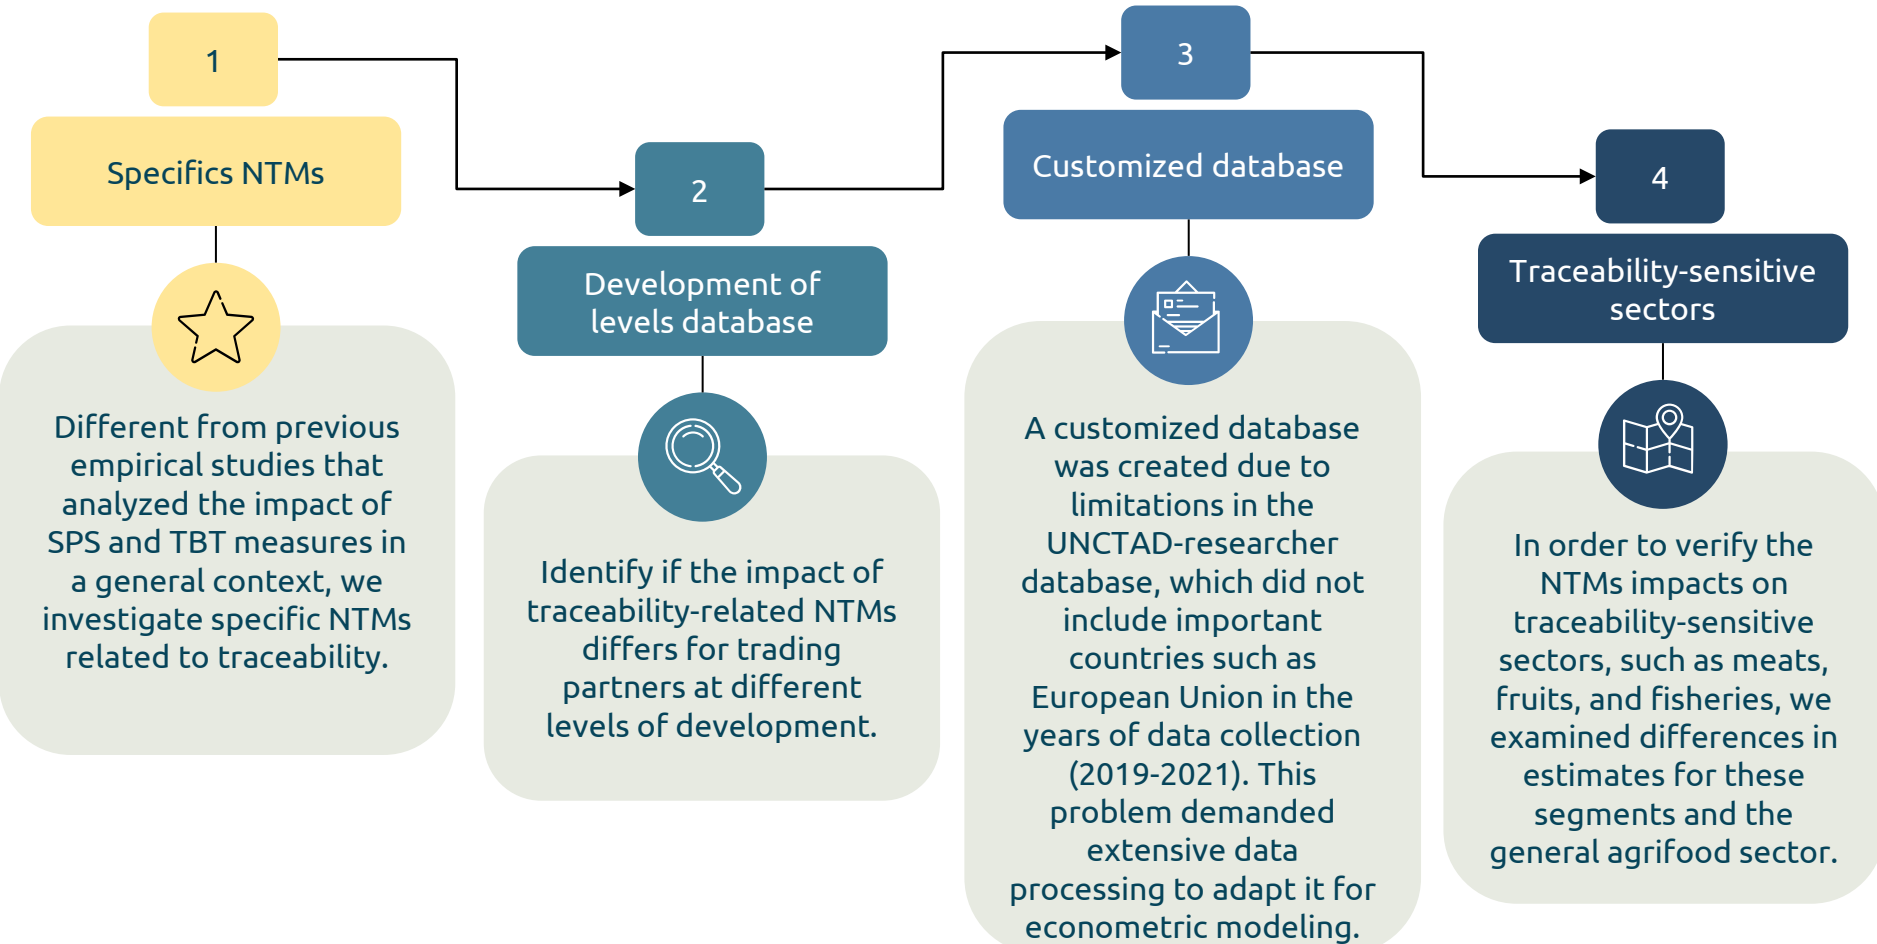 1
Specifics NTMs
Different from previous
empirical studies that
analyzed the impact of
SPS and TBT measures in
a general context, we
investigate specific NTMs
related to traceability.
2
Development of
levels database
Identify if the impact of
traceability-related NTMs
differs for trading
partners at different
levels of development.
3
Customized database
A customized database
was created due to
limitations in the
UNCTAD-researcher
database, which did not
include important
countries such as
European Union in the
years of data collection
(2019-2021). This
problem demanded
extensive data
processing to adapt it for
econometric modeling.
4
Traceability-sensitive
sectors
In order to verify the
NTMs impacts on
traceability-sensitive
sectors, such as meats,
fruits, and fisheries, we
examined differences in
estimates for these
segments and the
general agrifood sector.